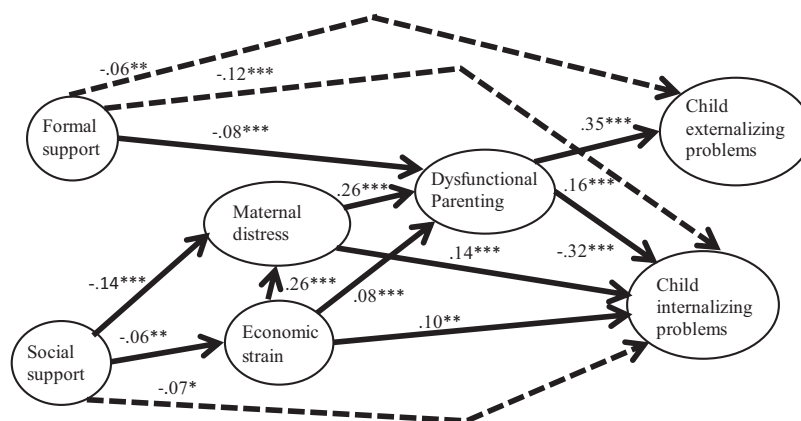 -.06**
-.12***
Formal
support
-.08***
Child
externalizing
problems
.35***
Dysfunctional
Parenting
.26***
.16***
Maternal
distress
.14***
-.32***
-.14***
.26***
.08***
Child
internalizing
problems
Economic
strain
.10**
-.06**
Social
support
-.07*